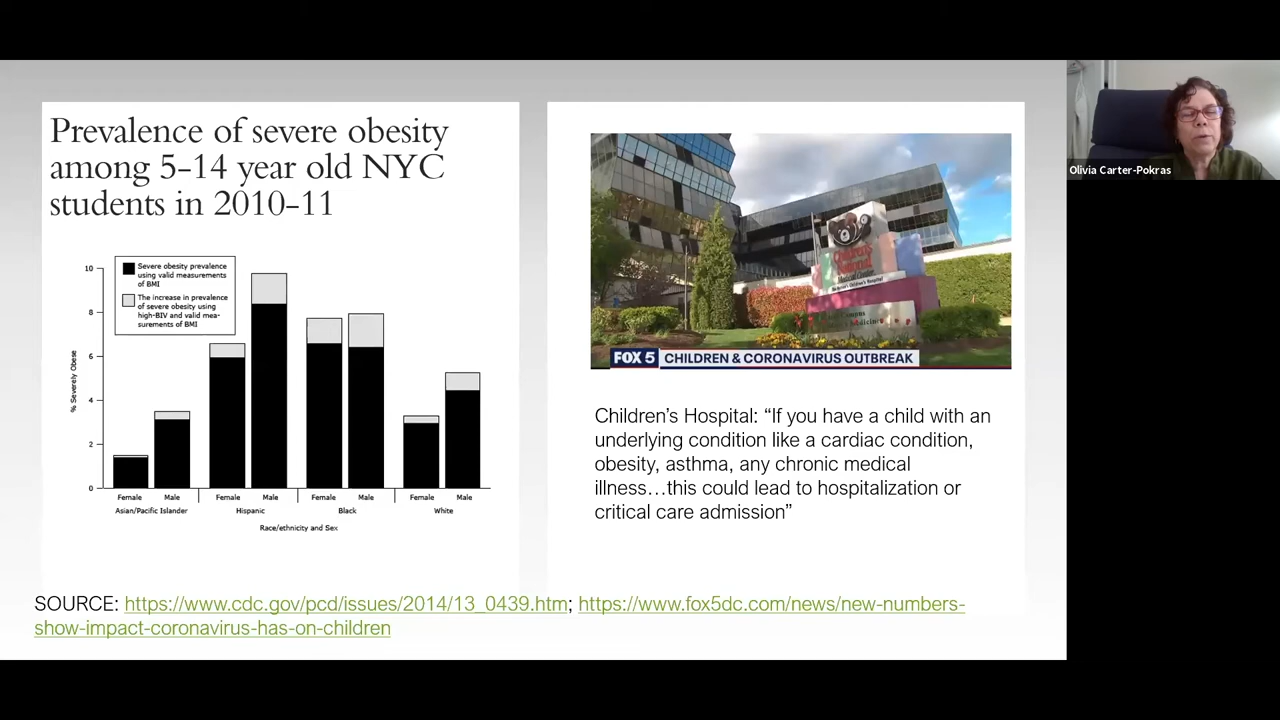 Prevalence of severe obesity
among 5–14 year old NYC
students in 2010–11
10
8
6
4
2
0
% Severely Obese
Severe obesity prevalence
using valid measurements
of BMI
The increase in prevalence
of severe obesity using
high-BIV and valid mea-
surements of BMI
Female Male Female Male Female Male Female Male
Asian/Pacific Islander Hispanic Black White
Race/ethnicity and Sex
Children's
National
Medical Center
FOX 5 CHILDREN & CORONAVIRUS OUTBREAK
Children’s Hospital: “If you have a child with an
underlying condition like a cardiac condition,
obesity, asthma, any chronic medical
illness…this could lead to hospitalization or
critical care admission”
SOURCE: https://www.cdc.gov/pcd/issues/2014/13_0439.htm; https://www.fox5dc.com/news/new-numbers-
show-impact-coronavirus-has-on-children
Olivia Carter-Pokras